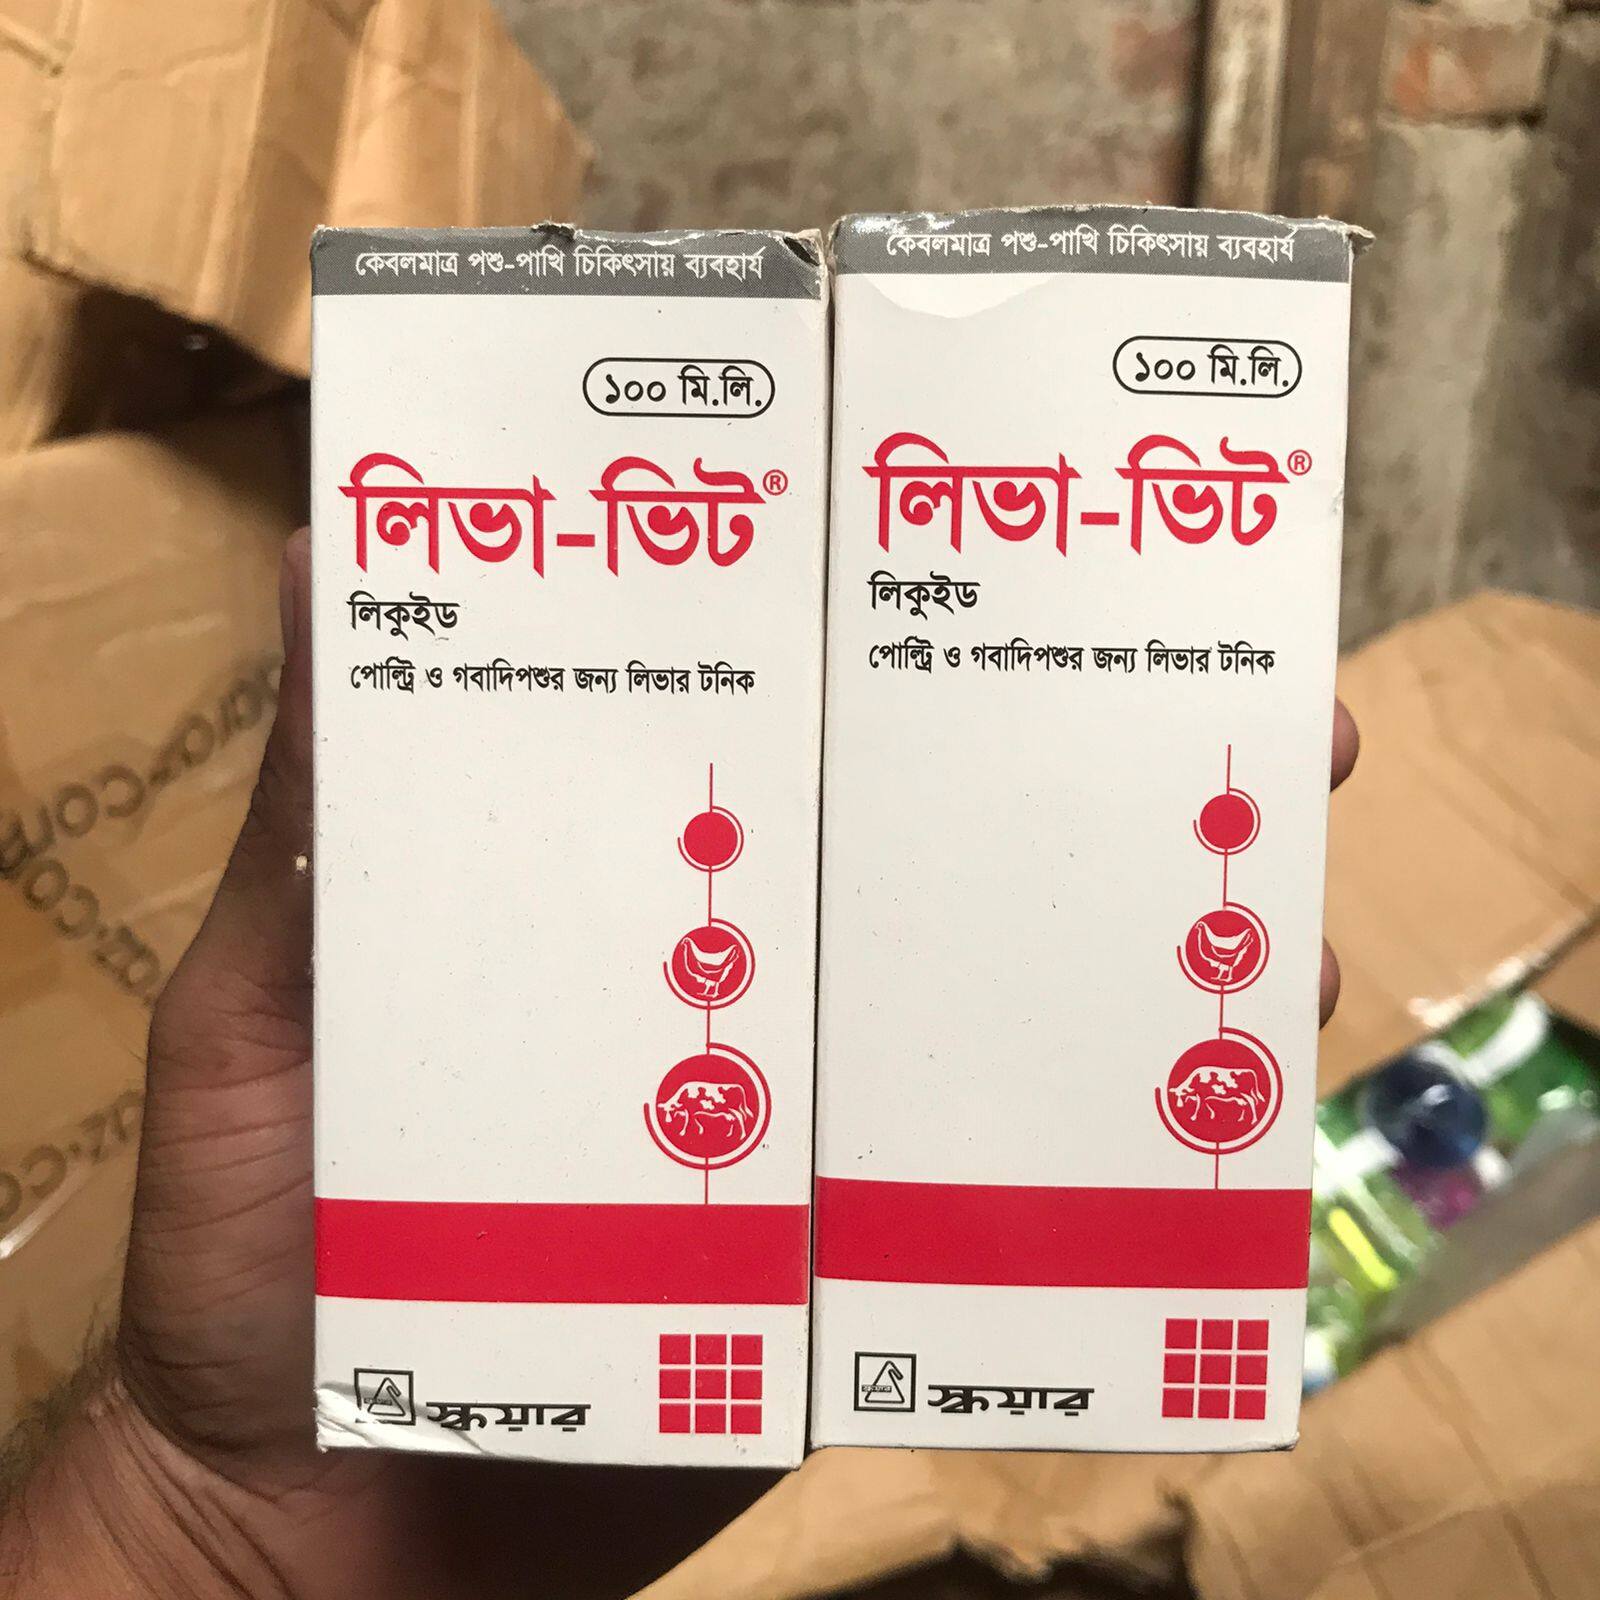 কেবলমাত্র পশু-পাখি চিকিৎসায় ব্যবহার্য
১০০ মি.লি.
লিভা-ভিট®
লিকুইড
পোল্ট্রি ও গবাদিপশুর জন্য লিভার টনিক
স্কয়ার
কেবলমাত্র পশু-পাখি চিকিৎসায় ব্যবহার্য
১০০ মি.লি.
লিভা-ভিট®
লিকুইড
পোল্ট্রি ও গবাদিপশুর জন্য লিভার টনিক
স্কয়ার